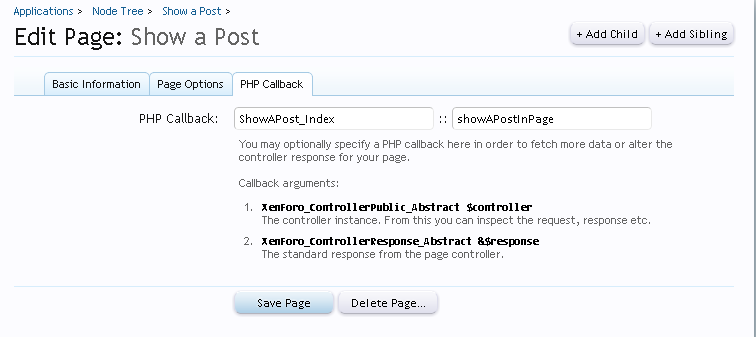 Applications > Node Tree > Show a Post >
Edit Page: Show a Post
+ Add Child + Add Sibling
Basic Information Page Options PHP Callback
PHP Callback: ShowAPost_Index :: showAPostInPage
You may optionally specify a PHP callback here in order to fetch more data or alter the
controller response for your page.
Callback arguments:
1. XenForo_ControllerPublic_Abstract $controller
The controller instance. From this you can inspect the request, response etc.
2. XenForo_ControllerResponse_Abstract &$response
The standard response from the page controller.
Save Page Delete Page...